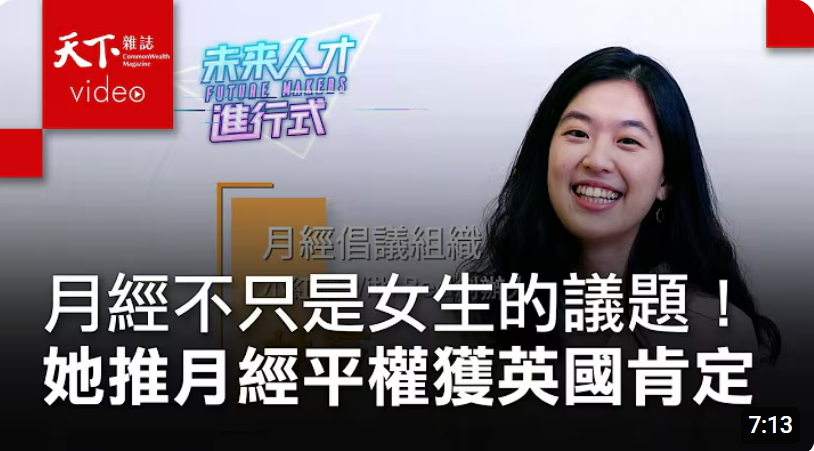 天下雜誌
CommonWealth
Magazine
video
未來人才
FUTURE MAKERS
進行式
月經倡議組織
月經不只是女生的議題！
她推月經平權獲英國肯定
7:13